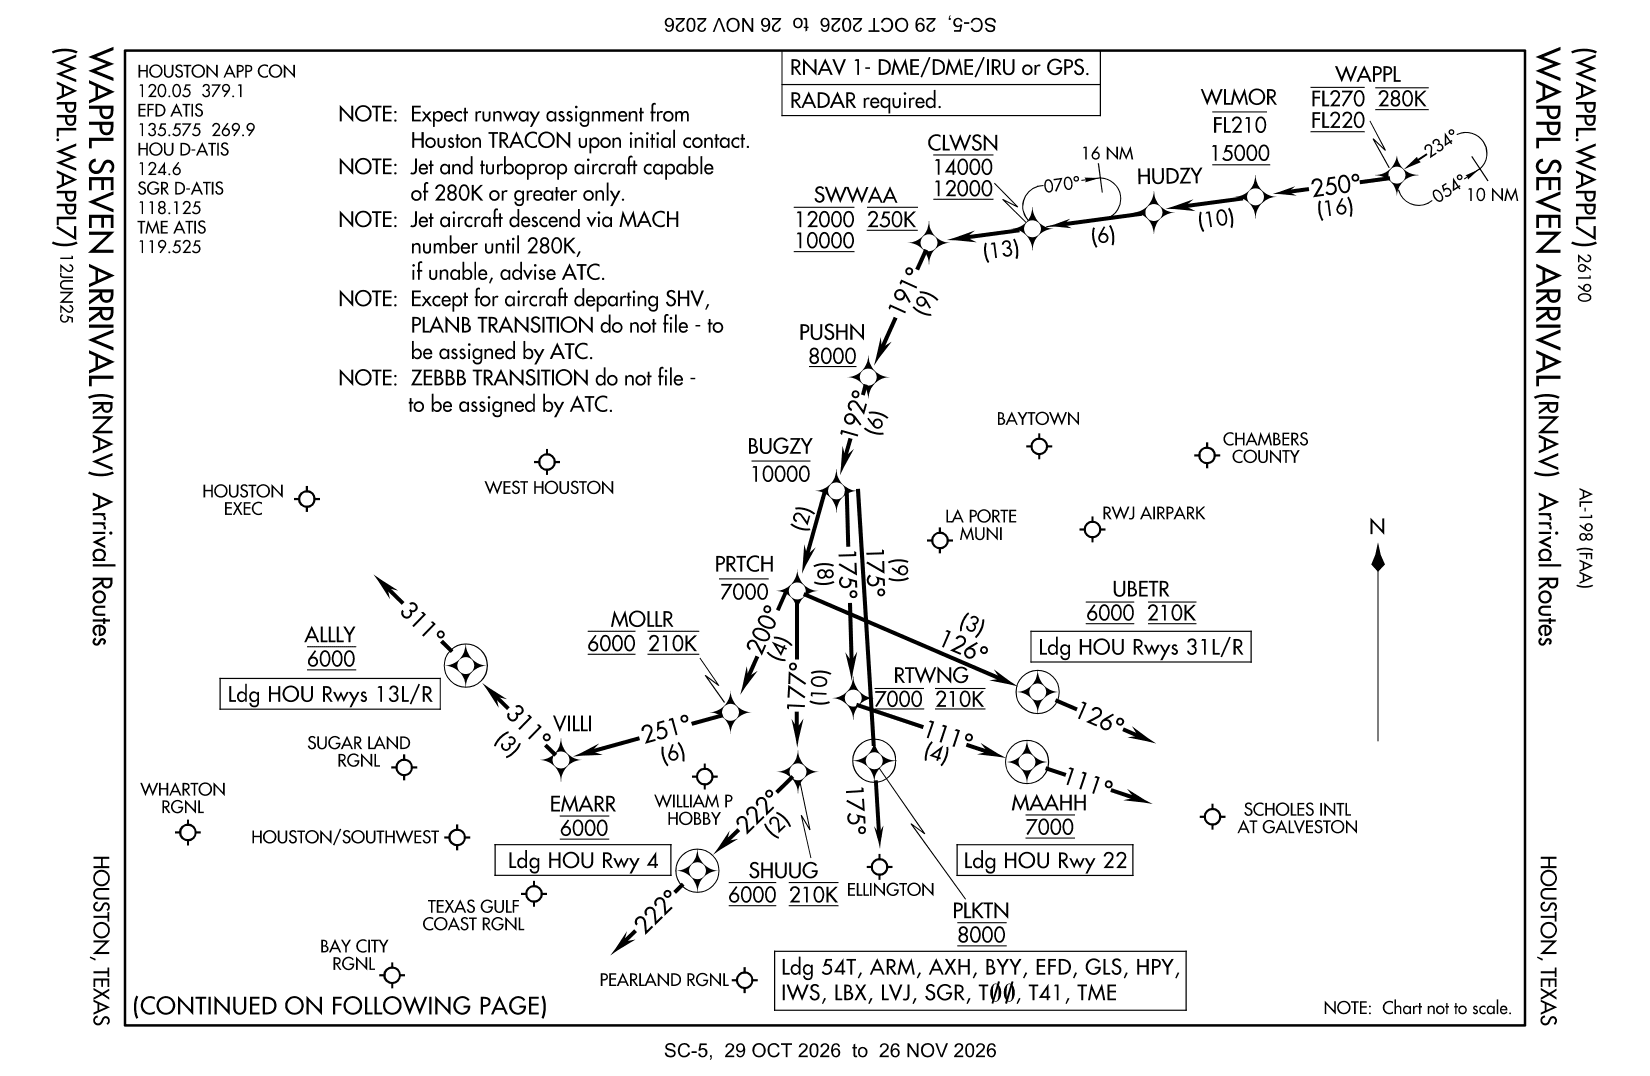 SC-5, 29 OCT 2026 to 26 NOV 2026
(WAPPL.WAPPL7) 12JUN25
WAPPL SEVEN ARRIVAL (RNAV) Arrival Routes
HOUSTON, TEXAS
HOUSTON APP CON
120.05 379.1
EFD ATIS
135.575 269.9
HOU D-ATIS
124.6
SGR D-ATIS
118.125
TME ATIS
119.525
NOTE: Expect runway assignment from
Houston TRACON upon initial contact.
NOTE: Jet and turboprop aircraft capable
of 280K or greater only.
NOTE: Jet aircraft descend via MACH
number until 280K,
if unable, advise ATC.
NOTE: Except for aircraft departing SHV,
PLANB TRANSITION do not file - to
be assigned by ATC.
NOTE: ZEBBB TRANSITION do not file -
to be assigned by ATC.
RNAV 1- DME/DME/IRU or GPS.
RADAR required.
WAPPL
FL270 280K
FL220
234°
054°
10 NM
250°
(16)
WLMOR
FL210
15000
(10)
HUDZY
(6)
16 NM
070°
CLWSN
14000
12000
(13)
SWWAA
12000 250K
10000
191°
(9)
PUSHN
8000
192°
(6)
BUGZY
10000
(2)
(8)
175°
175°
(9)
BAYTOWN
CHAMBERS
COUNTY
WEST HOUSTON
HOUSTON
EXEC
LA PORTE
MUNI
RWJ AIRPARK
N
PRTCH
7000
200°
(4)
177°
(10)
(3)
126°
UBETR
6000 210K
Ldg HOU Rwys 31L/R
126°
MOLLR
6000 210K
251°
(6)
VILLI
311°
(3)
ALLLY
6000
Ldg HOU Rwys 13L/R
311°
RTWNG
7000 210K
111°
(4)
MAAHH
7000
Ldg HOU Rwy 22
111°
SUGAR LAND
RGNL
WHARTON
RGNL
HOUSTON/SOUTHWEST
WILLIAM P
HOBBY
EMARR
6000
Ldg HOU Rwy 4
222°
(2)
222°
SHUUG
6000 210K
175°
ELLINGTON
SCHOLES INTL
AT GALVESTON
TEXAS GULF
COAST RGNL
BAY CITY
RGNL
PEARLAND RGNL
PLKTN
8000
Ldg 54T, ARM, AXH, BYY, EFD, GLS, HPY,
IWS, LBX, LVJ, SGR, T00, T41, TME
(CONTINUED ON FOLLOWING PAGE)
NOTE: Chart not to scale.
WAPPL SEVEN ARRIVAL (RNAV) Arrival Routes
HOUSTON, TEXAS
(WAPPL.WAPPL7) 26190
AL-198 (FAA)
SC-5, 29 OCT 2026 to 26 NOV 2026